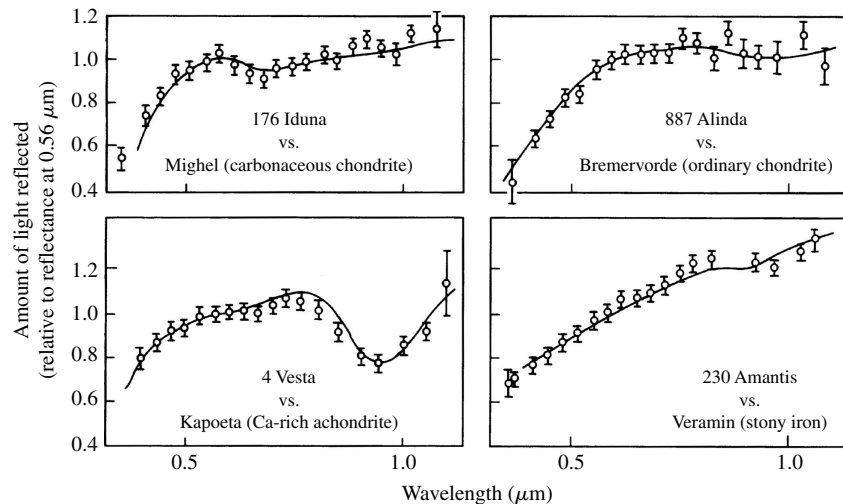 Amount of light reflected
(relative to reflectance at 0.56 μm)
1.2
1.0
0.8
0.6
0.4
176 Iduna
vs.
Mighel (carbonaceous chondrite)
887 Alinda
vs.
Bremervorde (ordinary chondrite)
1.2
1.0
0.8
0.6
0.4
4 Vesta
vs.
Kapoeta (Ca-rich achondrite)
230 Amantis
vs.
Veramin (stony iron)
0.5
1.0
0.5
1.0
Wavelength (μm)